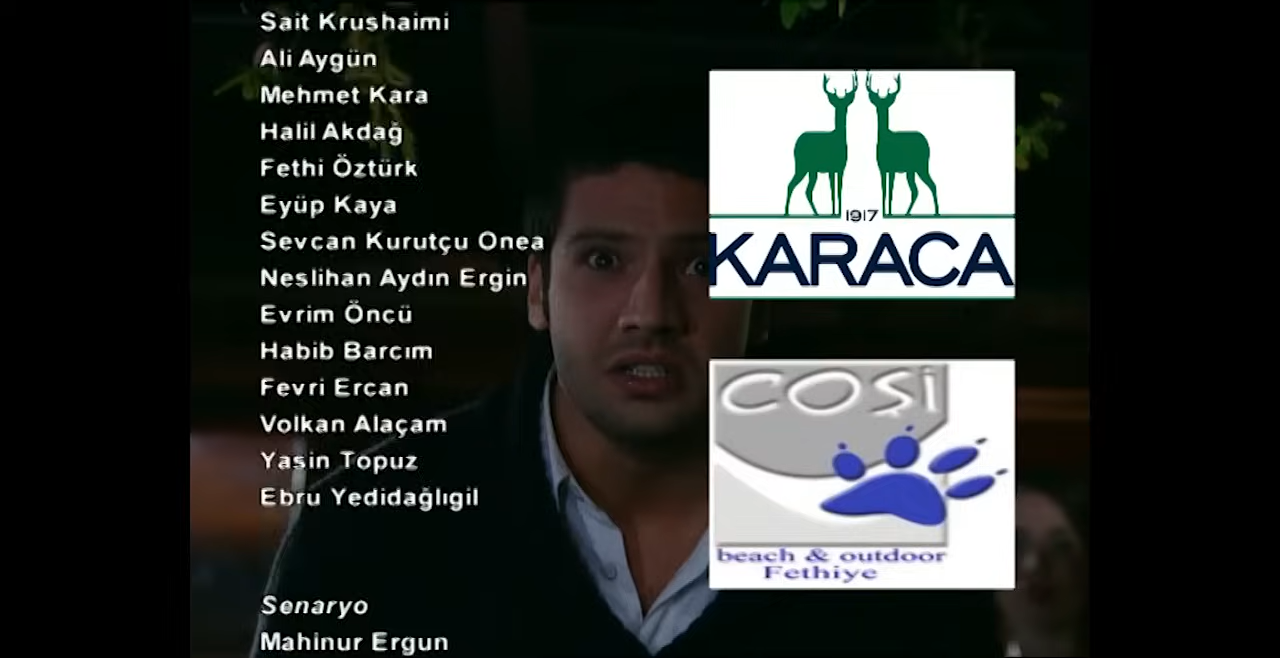 Sait Krushaimi
Ali Aygün
Mehmet Kara
Halil Akdağ
Fethi Öztürk
Eyüp Kaya
Sevcan Kurutçu Onea
Neslihan Aydın Ergin
Evrim Öncü
Habib Barcım
Fevri Ercan
Volkan Alaçam
Yasin Topuz
Ebru Yedidağlıgil
Senaryo
Mahinur Ergun
1917
KARACA
COŞİ
beach & outdoor
Fethiye